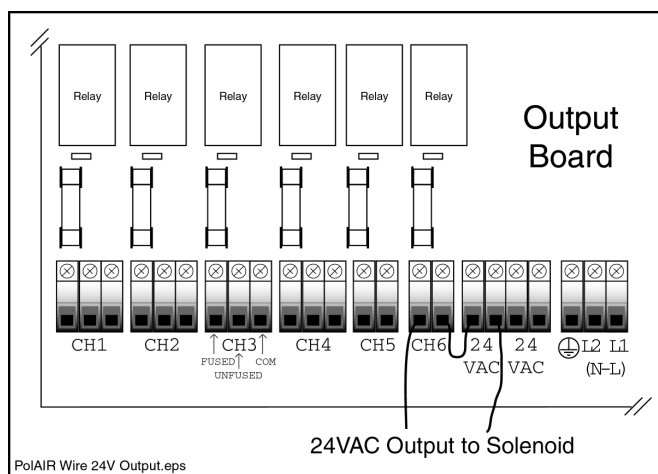 Relay Relay Relay Relay Relay Relay
Output
Board
CH1 CH2 CH3 CH4 CH5 CH6 24 24 L2 L1
FUSED COM VAC VAC (N-L)
UNFUSED
24VAC Output to Solenoid
PolAIR Wire 24V Output.eps